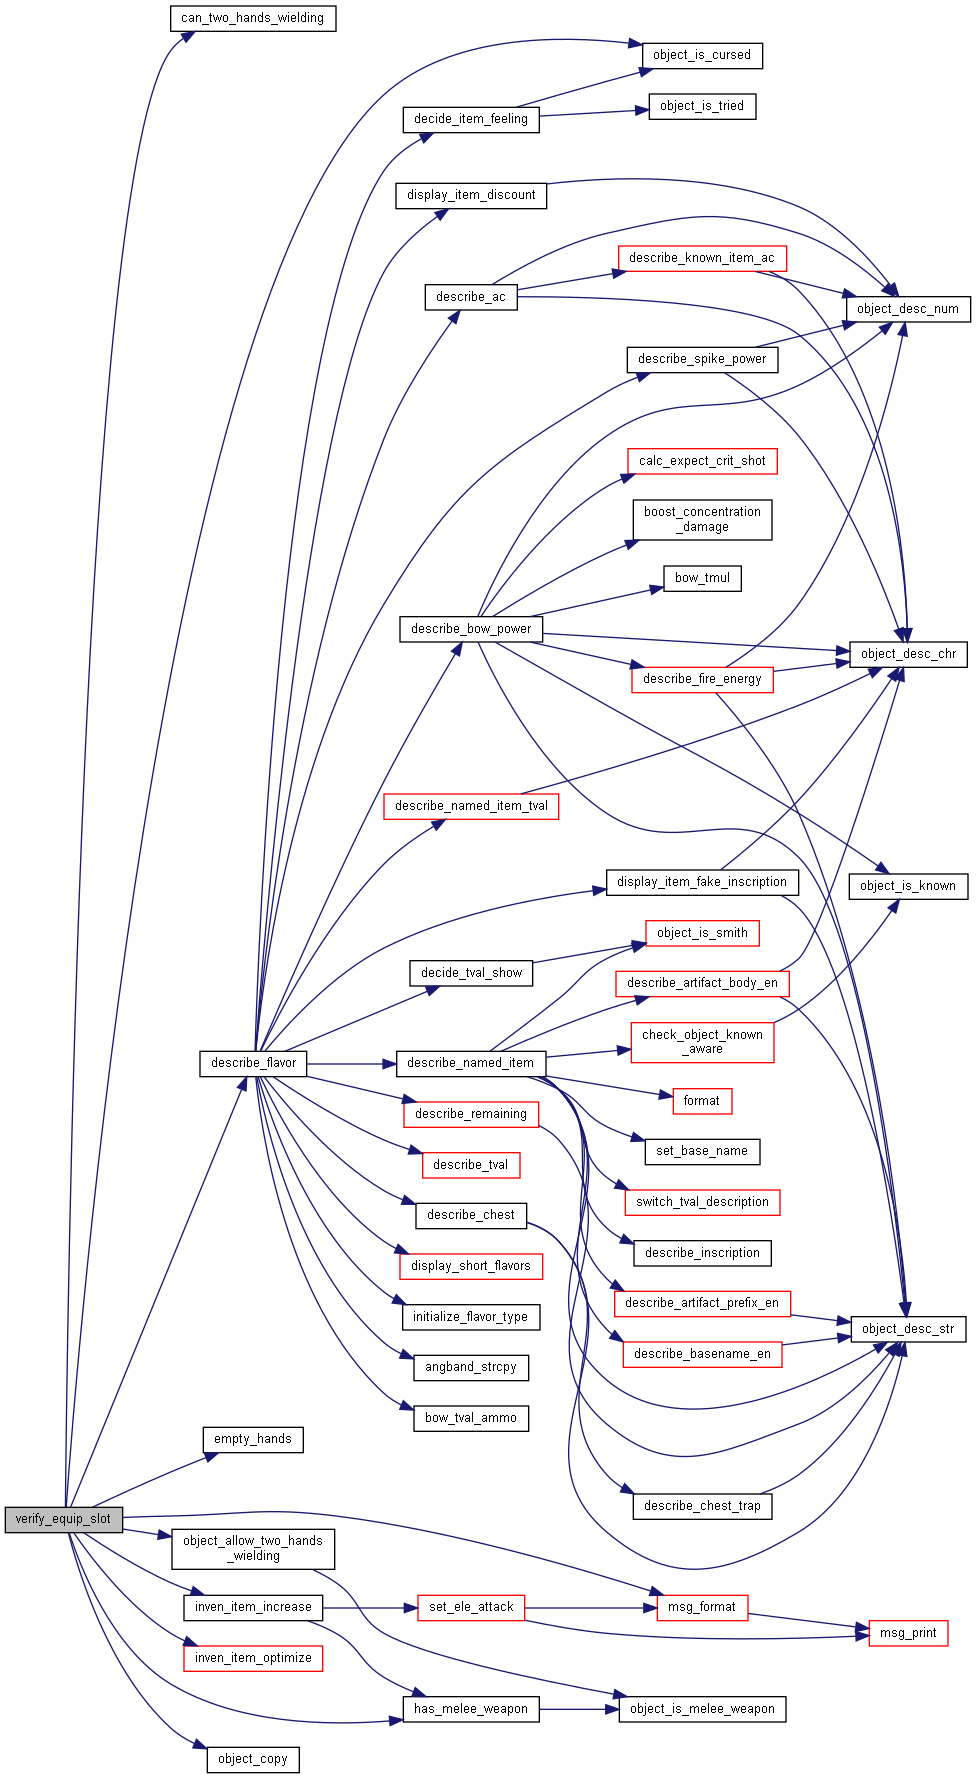 can_two_hands_wielding
object_is_cursed
object_is_tried
decide_item_feeling
display_item_discount
describe_known_item_ac
describe_ac
object_desc_num
describe_spike_power
calc_expect_crit_shot
boost_concentration
_damage
bow_tmul
describe_bow_power
object_desc_chr
describe_fire_energy
describe_named_item_tval
display_item_fake_inscription
object_is_known
object_is_smith
decide_tval_show
describe_artifact_body_en
check_object_known
_aware
describe_flavor
describe_named_item
format
describe_remaining
set_base_name
describe_tval
switch_tval_description
describe_chest
describe_inscription
display_short_flavors
describe_artifact_prefix_en
initialize_flavor_type
object_desc_str
describe_basename_en
angband_strcpy
bow_tval_ammo
empty_hands
describe_chest_trap
verify_equip_slot
object_allow_two_hands
_wielding
inven_item_increase
set_ele_attack
msg_format
msg_print
inven_item_optimize
has_melee_weapon
object_is_melee_weapon
object_copy